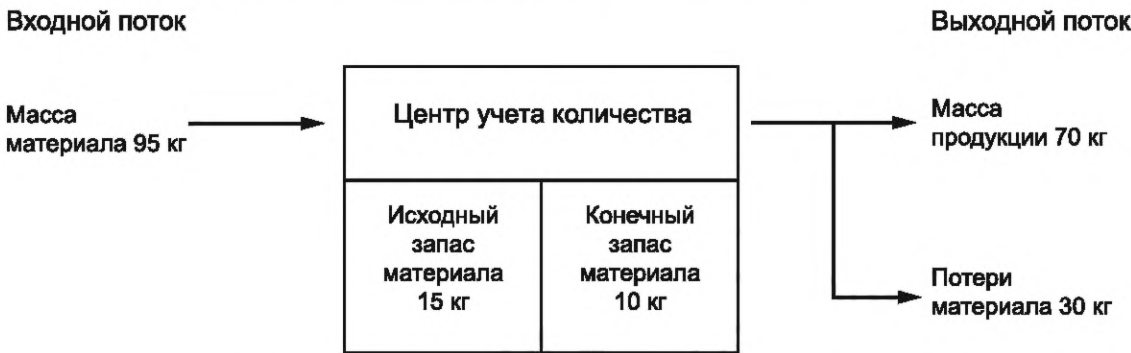 Входной поток
Выходной поток
Масса
материала 95 кг
Центр учета количества
Масса
продукции 70 кг
Исходный
запас
материала
15 кг
Конечный
запас
материала
10 кг
Потери
материала 30 кг